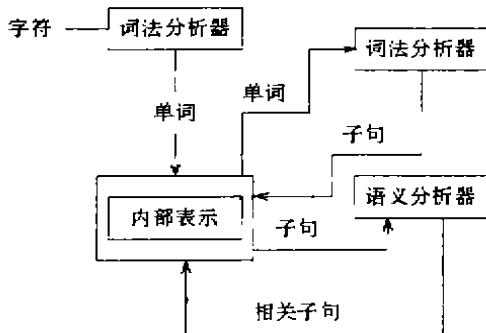 字符
词法分析器
词法分析器
单词
单词
子句
内部表示
语义分析器
子句
相关子句